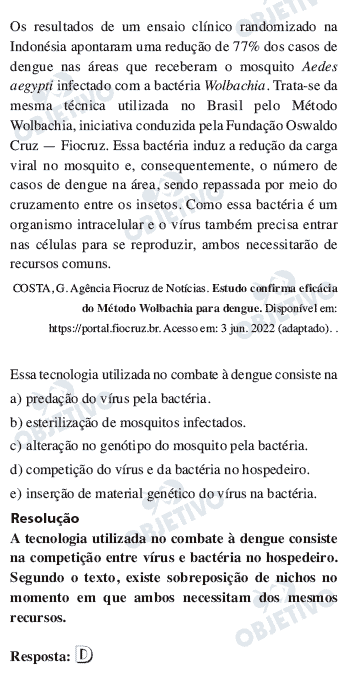 Os resultados de um ensaio clínico randomizado na
Indonésia apontaram uma redução de 77% dos casos de
dengue nas áreas que receberam o mosquito Aedes
aegypti infectado com a bactéria Wolbachia. Trata-se da
mesma técnica utilizada no Brasil pelo Método
Wolbachia, iniciativa conduzida pela Fundação Oswaldo
Cruz — Fiocruz. Essa bactéria induz a redução da carga
viral no mosquito e, consequentemente, o número de
casos de dengue na área, sendo repassada por meio do
cruzamento entre os insetos. Como essa bactéria é um
organismo intracelular e o vírus também precisa entrar
nas células para se reproduzir, ambos necessitarão de
recursos comuns.
COSTA, G. Agência Fiocruz de Notícias. Estudo confirma eficácia
do Método Wolbachia para dengue. Disponível em:
https://portal.fiocruz.br. Acesso em: 3 jun. 2022 (adaptado). .
Essa tecnologia utilizada no combate à dengue consiste na
a) predação do vírus pela bactéria.
b) esterilização de mosquitos infectados.
c) alteração no genótipo do mosquito pela bactéria.
d) competição do vírus e da bactéria no hospedeiro.
e) inserção de material genético do vírus na bactéria.
Resolução
A tecnologia utilizada no combate à dengue consiste
na competição entre vírus e bactéria no hospedeiro.
Segundo o texto, existe sobreposição de nichos no
momento em que ambos necessitam dos mesmos
recursos.
Resposta: D
OBJETIVO
OBJETIVO
OBJETIVO
OBJETIVO
OBJETIVO
OBJETIVO